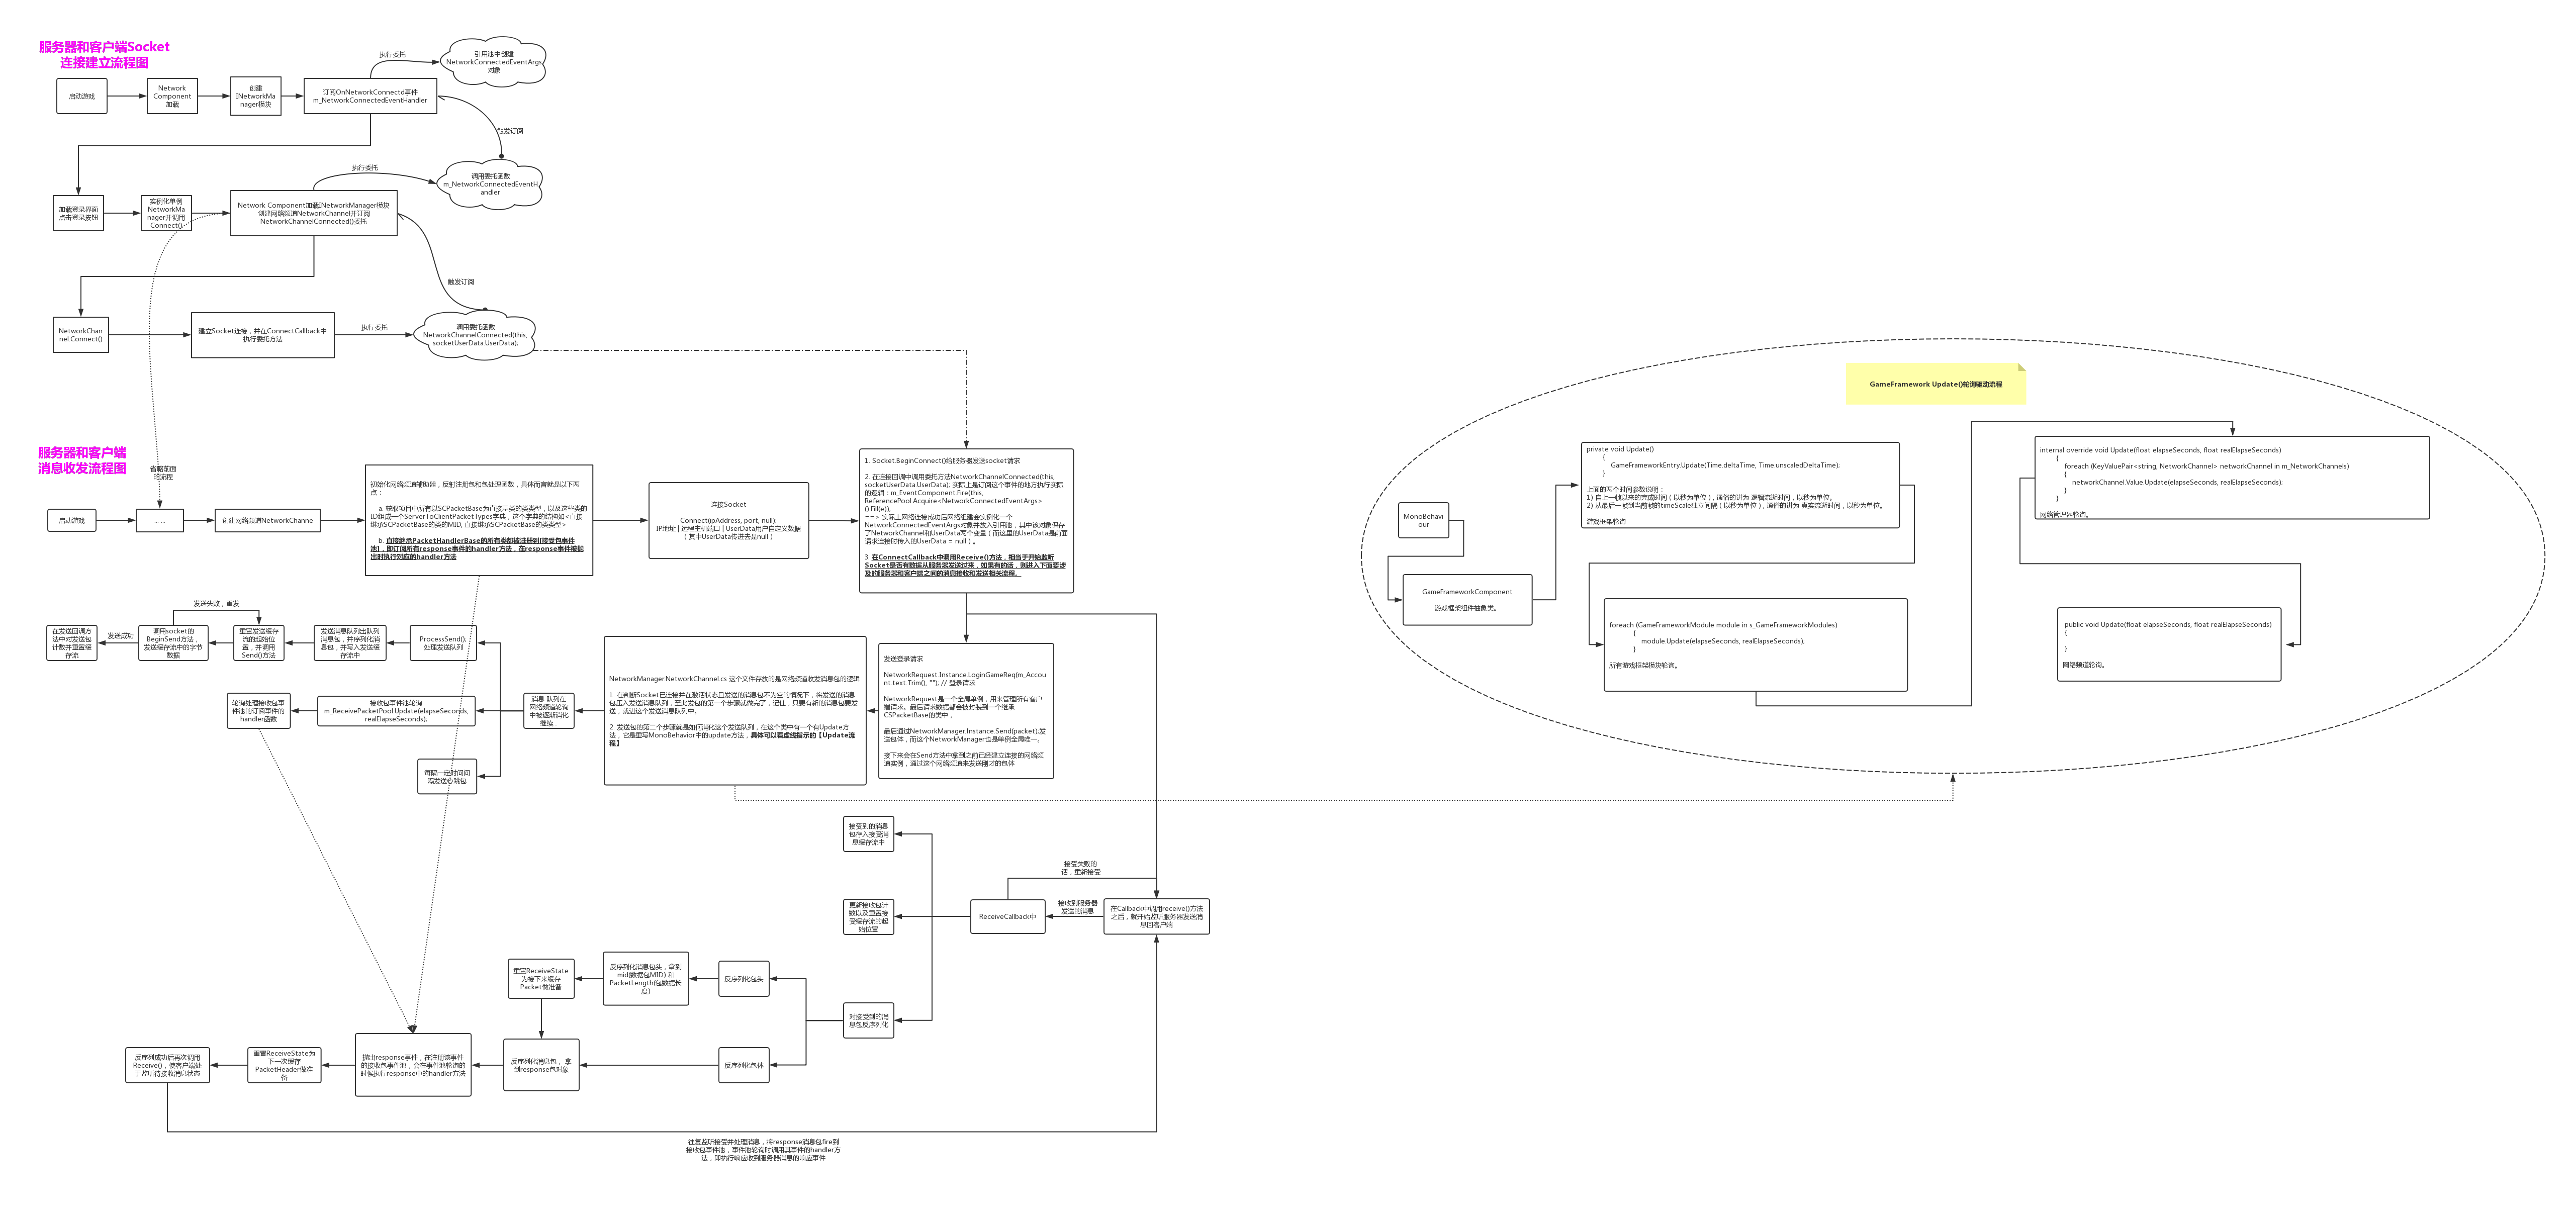 服务器和客户端Socket
连接建立流程图
启动游戏
Network
Component
加载
创建
INetworkMa
nager模块
订阅OnNetworkConnectd事件
m_NetworkConnectedEventHandler
执行委托
引用池中创建
NetworkConnectedEventArgs
对象
触发订阅
加载登录界面
点击登录按钮
实例化单例
NetworkMa
nager并调用
Connect()
Network Component加载INetworkManager模块
创建网络频道NetworkChannel并订阅
NetworkChannelConnected()委托
执行委托
调用委托函数
m_NetworkConnectedEventH
andler
触发订阅
NetworkChan
nel.Connect()
建立Socket连接，并在ConnectCallback中
执行委托方法
执行委托
调用委托函数
NetworkChannelConnected(this,
socketUserData.UserData);
服务器和客户端
消息收发流程图
省略前面
的流程
启动游戏
... ...
创建网络频道NetworkChanne
初始化网络频道辅助器，反射注册包和包处理函数，具体而言就是以下两
点：
a. 获取项目中所有以SCPacketBase为直接基类的类类型，以及这些类的
ID组成一个ServerToClientPacketTypes字典，这个字典的结构如<直接
继承SCPacketBase的类的MID, 直接继承SCPacketBase的类类型>
b. 直接继承PacketHandlerBase的所有类都被注册到[接受包事件
池]，即订阅所有response事件的handler方法，在response事件被抛
出时执行对应的handler方法
连接Socket
Connect(ipAddress, port, null);
IP地址 | 远程主机端口 | UserData用户自定义数据
（其中UserData传进去是null）
1. Socket.BeginConnect()给服务器发送socket请求
2. 在连接回调中调用委托方法NetworkChannelConnected(this,
socketUserData.UserData); 实际上是订阅这个事件的地方执行实际
的逻辑：m_EventComponent.Fire(this,
ReferencePool.Acquire<NetworkConnectedEventArgs>
().Fill(e));
==> 实际上网络连接成功后网络组建会实例化一个
NetworkConnectedEventArgs对象并放入引用池，其中该对象保存
了NetworkChannel和UserData两个变量（而这里的UserData是前面
请求连接时传入的UserData = null）。
3. 在ConnectCallback中调用Receive()方法，相当于开始监听
Socket是否有数据从服务器发送过来，如果有的话，则进入下面要涉
及的服务器和客户端之间的消息接收和发送相关流程。
发送失败，重发
在发送回调方
法中对发送包
计数并重置缓
存流
发送成功
调用socket的
BeginSend方法，
发送缓存流中的字节
数据
重置发送缓存
流的起始位
置，并调用
Send()方法
发送消息队列出队列
消息包，并序列化消
息包，并写入发送缓
存流中
ProcessSend().
处理发送队列
轮询处理接收包事
件池的订阅事件的
handler函数
接收包事件池轮询
m_ReceivePacketPool.Update(elapseSeconds,
realElapseSeconds);
每隔一定时间间
隔发送心跳包
消息 队列在
网络频道轮询
中被逐渐消化
继续...
NetworkManager.NetworkChannel.cs 这个文件存放的是网络频道收发消息包的逻辑
1. 在判断Socket已连接并在激活状态且发送的消息包不为空的情况下，将发送的消息
包压入发送消息队列，至此发包的第一个步骤就做完了，记住，只要有新的消息包要发
送，就进这个发送消息队列中。
2. 发送包的第二个步骤就是如何消化这个发送队列，在这个类中有一个有Update方
法，它是重写MonoBehavior中的update方法，具体可以看虚线指示的【Update流
程】
发送登录请求
NetworkRequest.Instance.LoginGameReq(m_Accou
nt.text.Trim(), ""); // 登录请求
NetworkRequest是一个全局单例，用来管理所有客户
端请求。最后请求数据都会被封装到一个继承
CSPacketBase的类中，
最后通过NetworkManager.Instance.Send(packet);发
送包体，而这个NetworkManager也是单例全局唯一。
接下来会在Send方法中拿到之前已经建立连接的网络频
道实例，通过这个网络频道来发送刚才的包体
GameFramework Update()轮询驱动流程
MonoBehavi
our
GameFrameworkComponent
游戏框架组件抽象类。
private void Update()
{
GameFrameworkEntry.Update(Time.deltaTime, Time.unscaledDeltaTime);
}
上面的两个时间参数说明：
1) 自上一帧以来的完成时间（以秒为单位），通俗的讲为 逻辑流逝时间，以秒为单位。
2) 从最后一帧到当前帧的timeScale独立间隔（以秒为单位），通俗的讲为 真实流逝时间，以秒为单位。
游戏框架轮询
foreach (GameFrameworkModule module in s_GameFrameworkModules)
{
module.Update(elapseSeconds, realElapseSeconds);
}
所有游戏框架模块轮询。
internal override void Update(float elapseSeconds, float realElapseSeconds)
{
foreach (KeyValuePair<string, NetworkChannel> networkChannel in m_NetworkChannels)
{
networkChannel.Value.Update(elapseSeconds, realElapseSeconds);
}
}
网络管理器轮询。
public void Update(float elapseSeconds, float realElapseSeconds)
{
}
网络频道轮询。
接受到的消息
包存入接受消
息缓存流中
更新接收包计
数以及重置接
受缓存流的起
始位置
对接受到的消
息包反序列化
ReceiveCallback中
接受失败的
话，重新接受
接收到服务器
发送的消息
在Callback中调用receive()方法
之后，就开始监听服务器发送消
息回客户端
反序列化包头
反序列化消息包头，拿到
mid(数据包MID) 和
PacketLength(包数据长
度)
重置ReceiveState
为接下来缓存
Packet做准备
反序列化包体
反序列化消息包， 拿
到response包对象
抛出response事件，在注册该事件
的接收包事件池，会在事件池轮询的
时候执行response中的handler方法
重置ReceiveState为
下一次缓存
PacketHeader做准
备
反序列成功后再次调用
Receive()，使客户端处
于监听待接收消息状态
往复监听接受并处理消息，将response消息包fire到
接收包事件池，事件池轮询时调用其事件的handler方
法，即执行响应收到服务器消息的响应事件